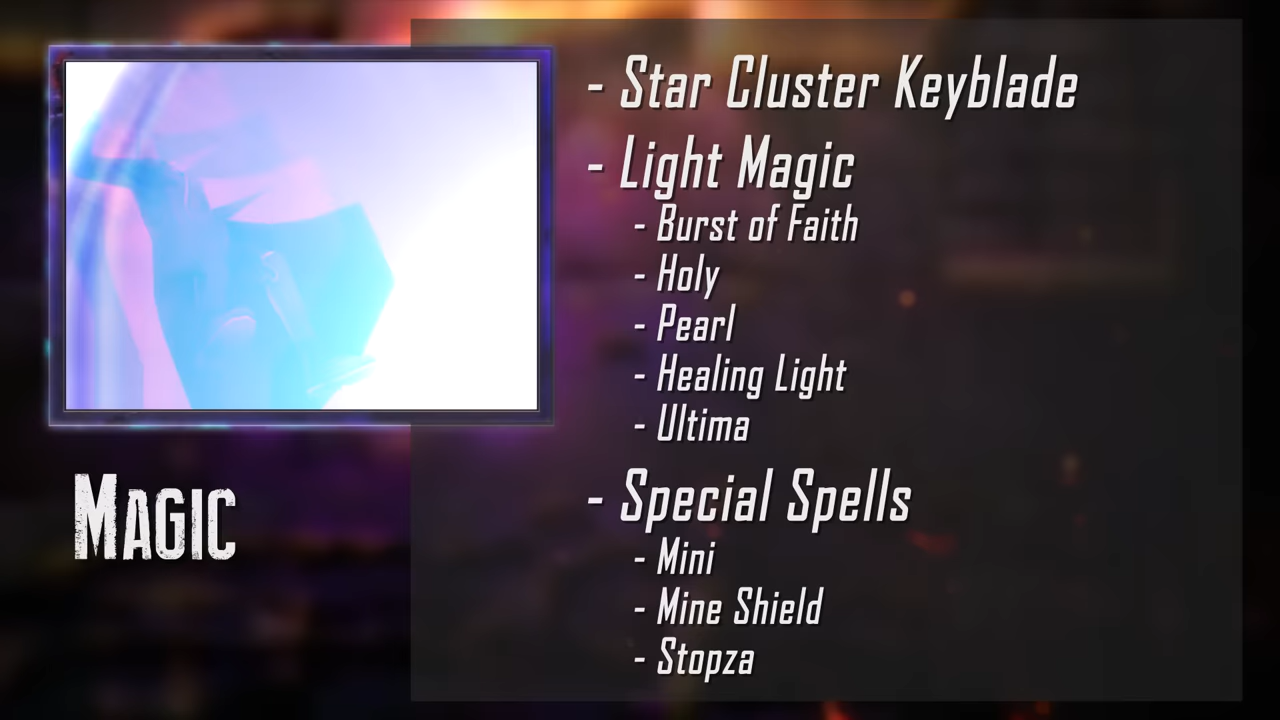 - Star Cluster Keyblade
- Light Magic
- Burst of Faith
- Holy
- Pearl
- Healing Light
- Ultima
- Special Spells
- Mini
- Mine Shield
- Stopza
Magic